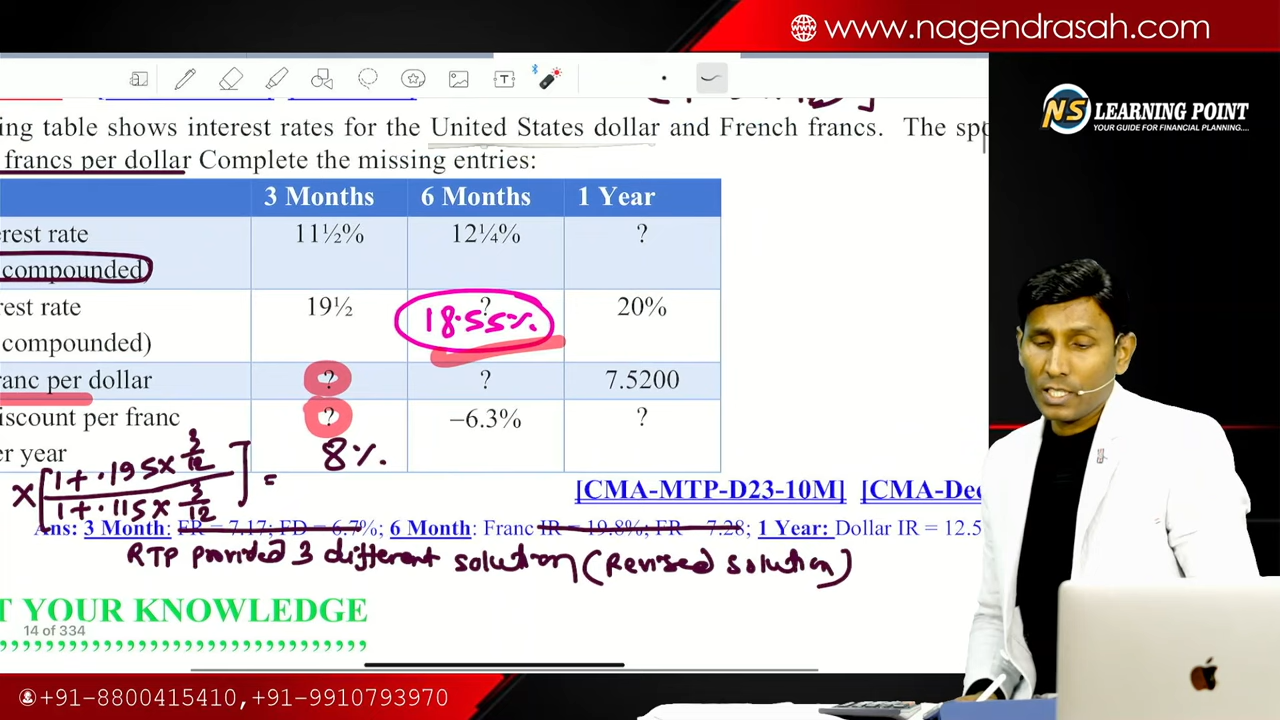 www.nagendrasah.com
NS LEARNING POINT
YOUR GUIDE FOR FINANCIAL PLANNING....
ing table shows interest rates for the United States dollar and French francs. The spo
francs per dollar Complete the missing entries:
3 Months 6 Months 1 Year
erest rate 11½% 12¼% ?
compounded)
rest rate 19½ ? 20%
18.55%
compounded)
ranc per dollar ? ? 7.5200
iscount per franc ? –6.3% ?
er year 8%
× [1+.195×3/12 / 1+.115×3/12] =
[CMA-MTP-D23-10M] [CMA-Dec
Ans: 3 Month: FR = 7.17; FD = 6.7%; 6 Month: Franc IR = 19.8%; FR = 7.28; 1 Year: Dollar IR = 12.5
RTP provided 3 different solution (Revised solution)
T YOUR KNOWLEDGE
14 of 334
+91-8800415410,+91-9910793970